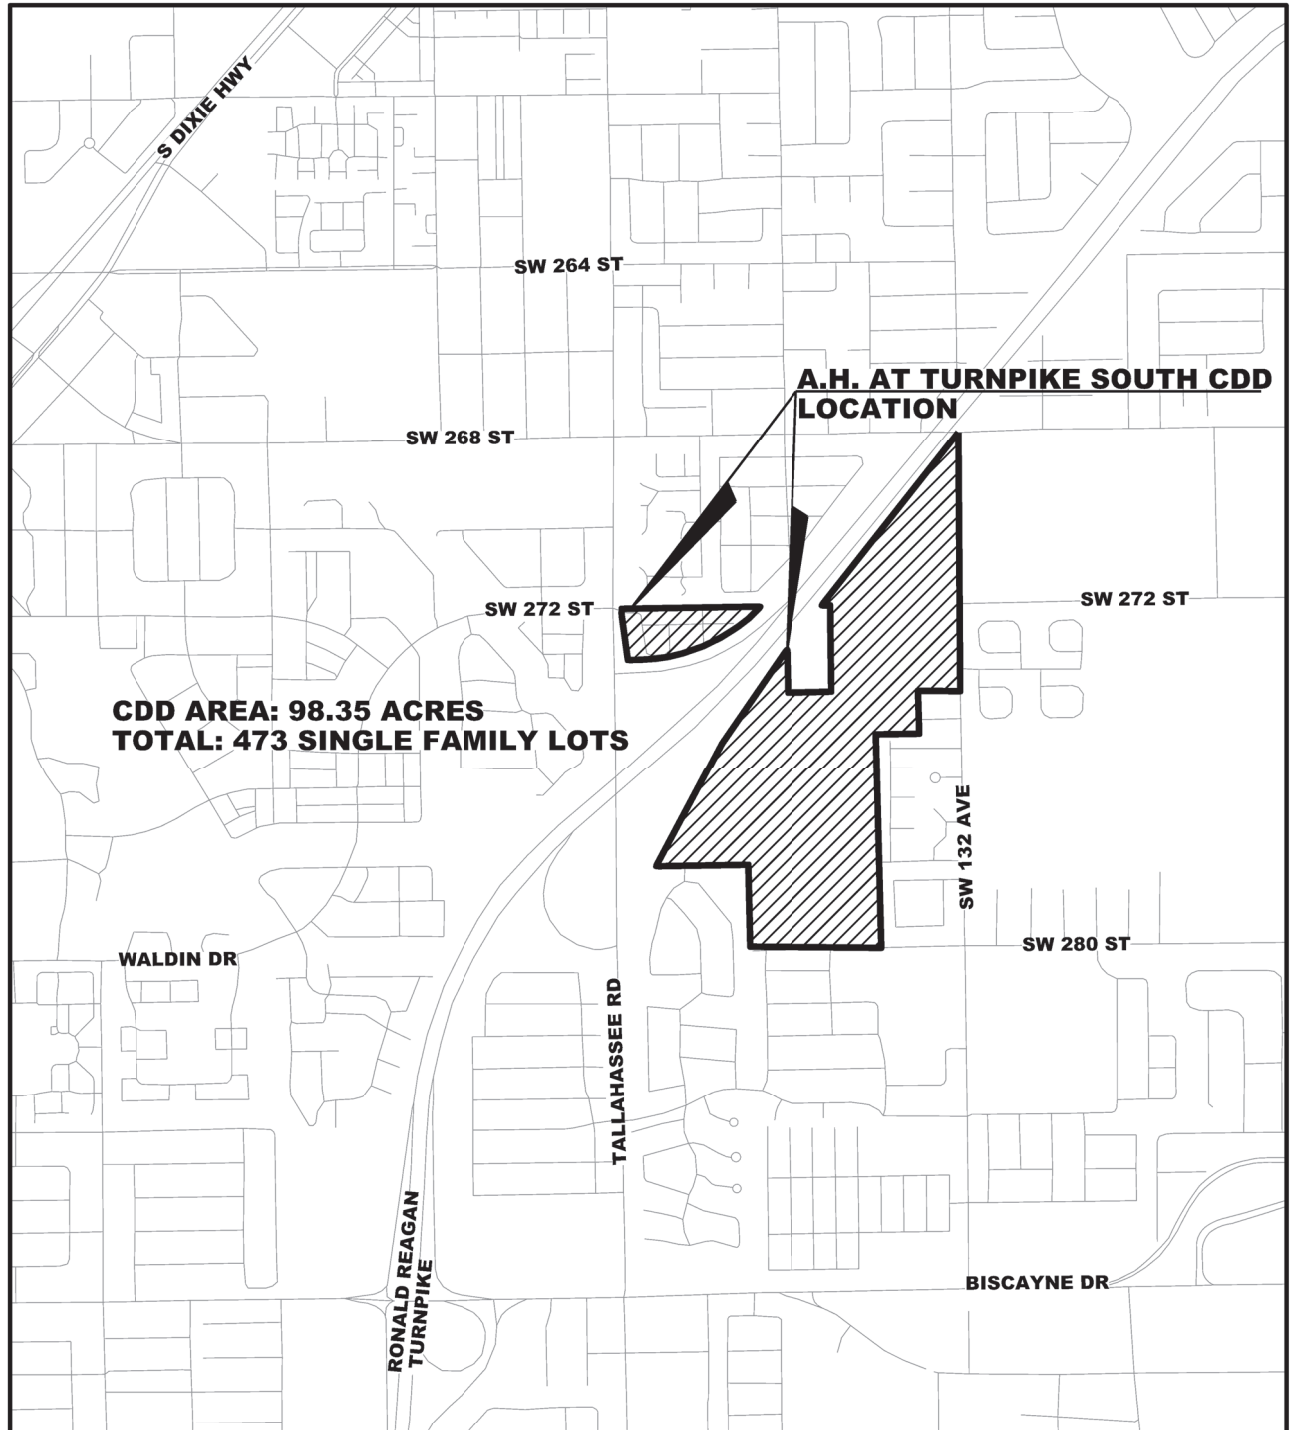 S DIXIE HWY
SW 264 ST
A.H. AT TURNPIKE SOUTH CDD
LOCATION
SW 268 ST
SW 272 ST
SW 272 ST
CDD AREA: 98.35 ACRES
TOTAL: 473 SINGLE FAMILY LOTS
SW 132 AVE
SW 280 ST
WALDIN DR
TALLAHASSEE RD
RONALD REAGAN
TURNPIKE
BISCAYNE DR